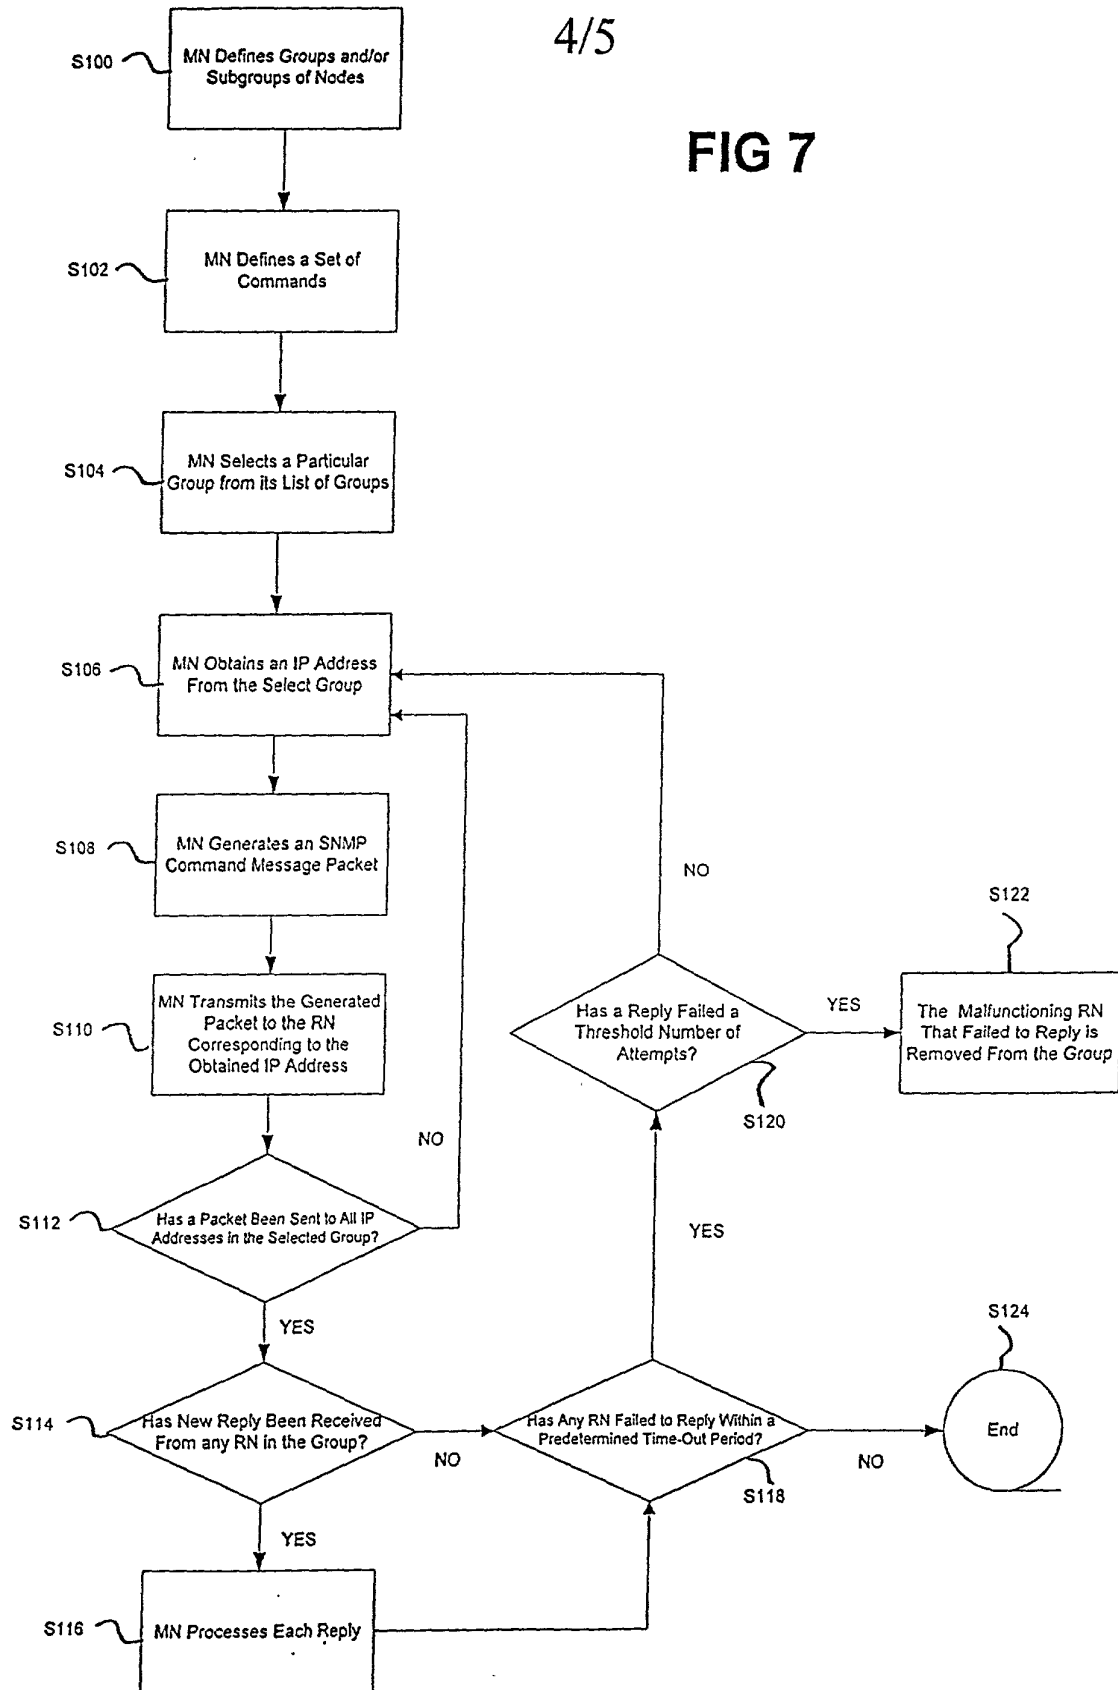 4/5
FIG 7
S100
MN Defines Groups and/or
Subgroups of Nodes
S102
MN Defines a Set of
Commands
S104
MN Selects a Particular
Group from its List of Groups
S106
MN Obtains an IP Address
From the Select Group
S108
MN Generates an SNMP
Command Message Packet
NO
S110
MN Transmits the Generated
Packet to the RN
Corresponding to the
Obtained IP Address
Has a Reply Failed a
Threshold Number of
Attempts?
S120
YES
S122
The Malfunctioning RN
That Failed to Reply is
Removed From the Group
NO
S112
Has a Packet Been Sent to All IP
Addresses in the Selected Group?
YES
YES
S114
Has New Reply Been Received
From any RN in the Group?
NO
Has Any RN Failed to Reply Within a
Predetermined Time-Out Period?
S118
NO
S124
End
YES
S116
MN Processes Each Reply